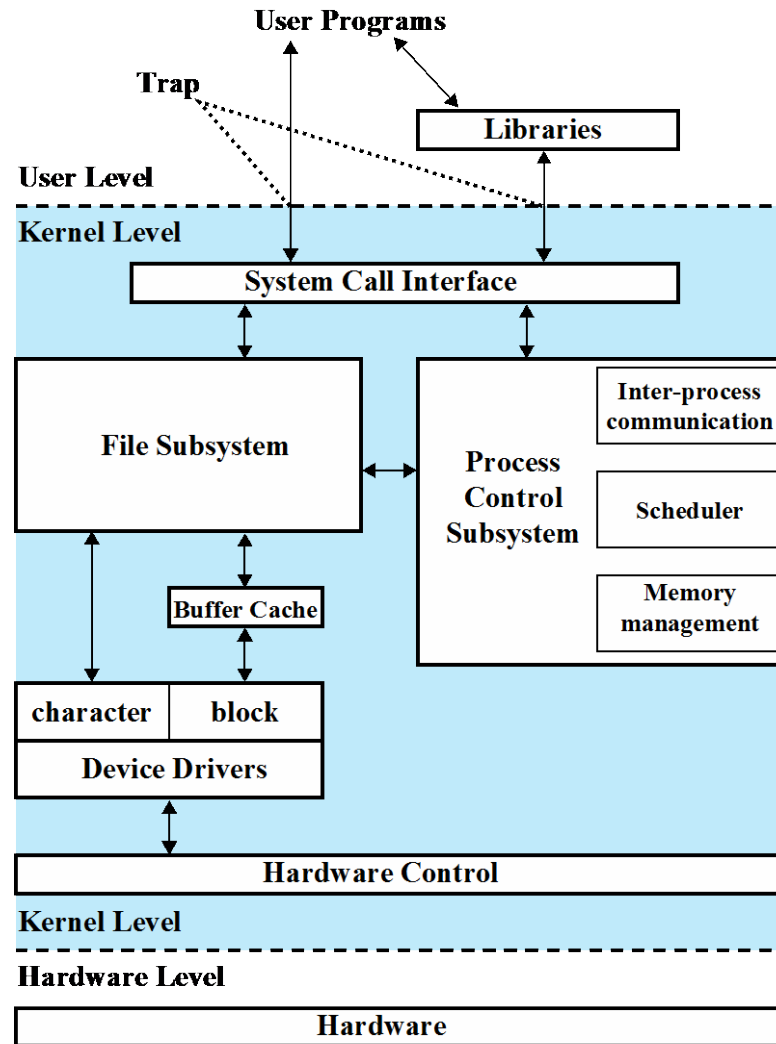 User Programs
Trap
Libraries
User Level
Kernel Level
System Call Interface
File Subsystem
Process
Control
Subsystem
Inter-process
communication
Scheduler
Memory
management
Buffer Cache
character
block
Device Drivers
Hardware Control
Kernel Level
Hardware Level
Hardware